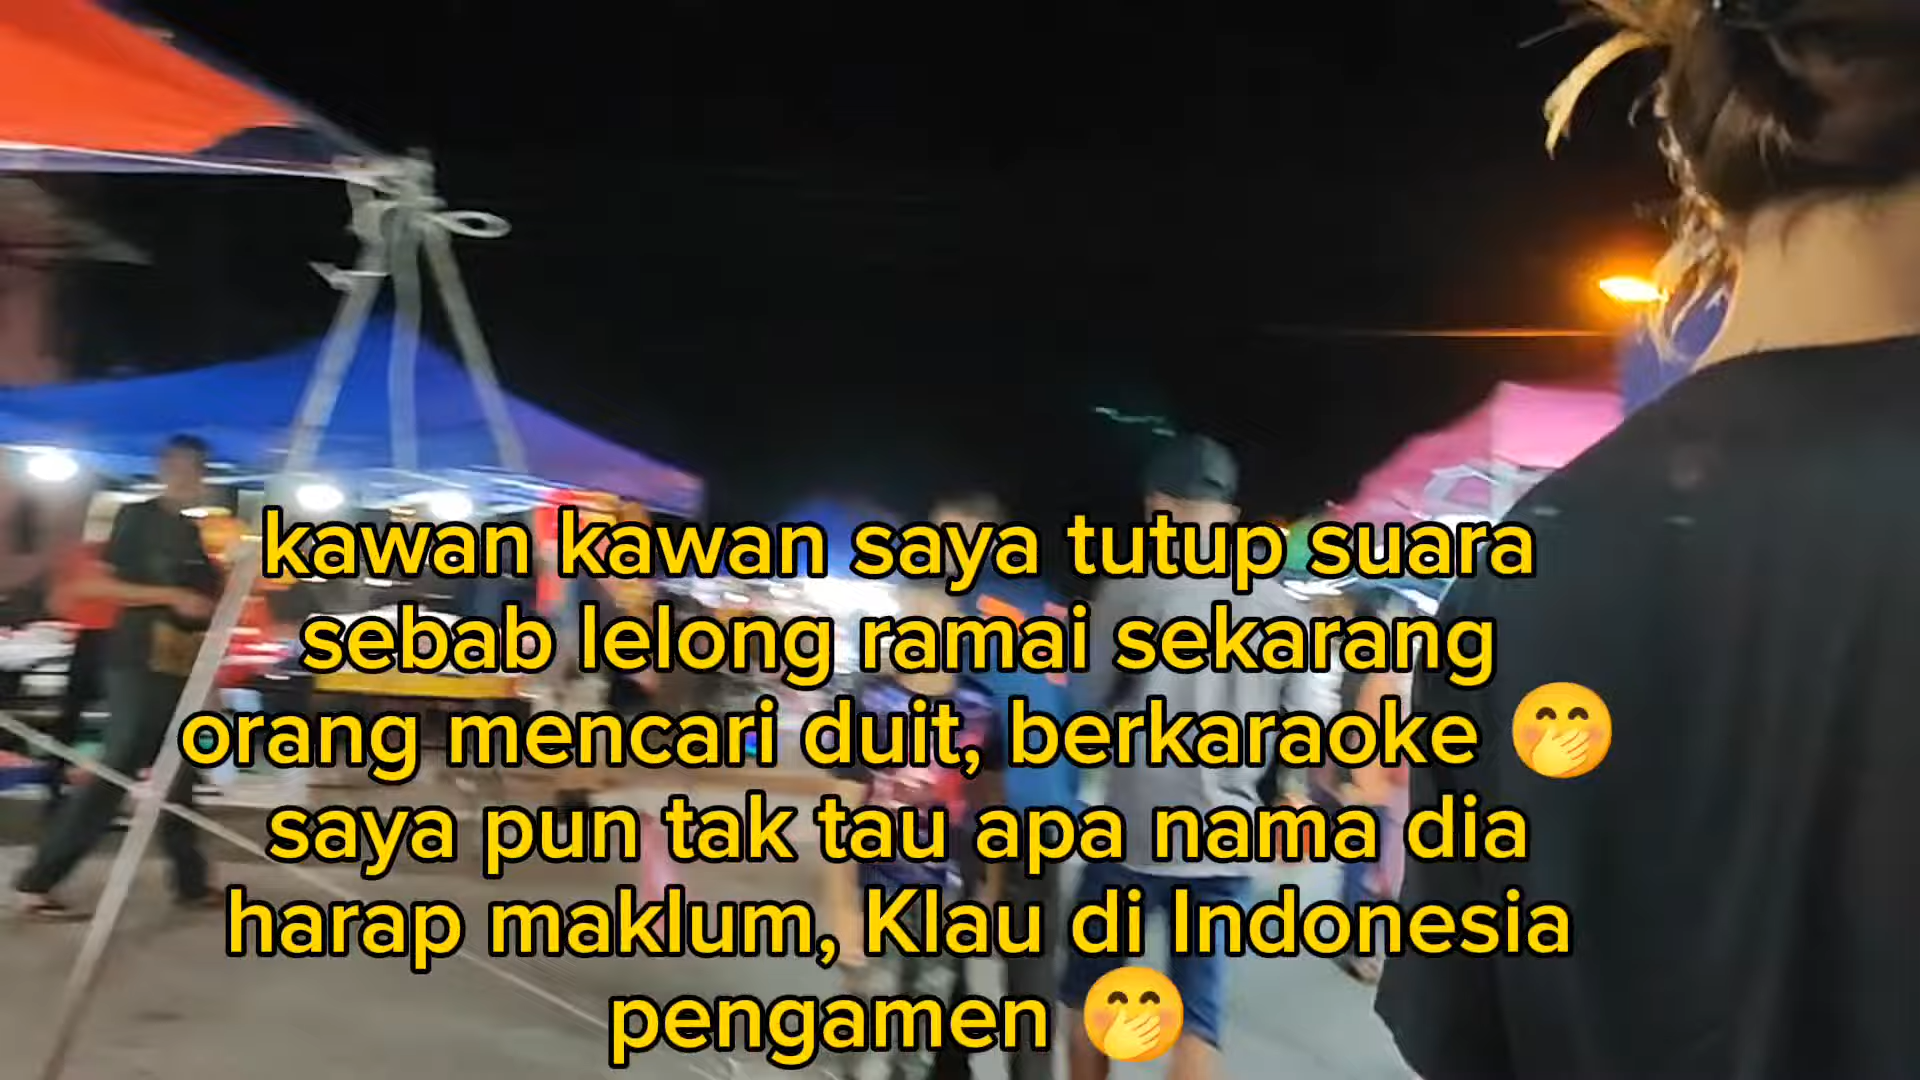 kawan kawan saya tutup suara
sebab lelong ramai sekarang
orang mencari duit, berkaraoke 🤭
saya pun tak tau apa nama dia
harap maklum, Klau di Indonesia
pengamen 🤭